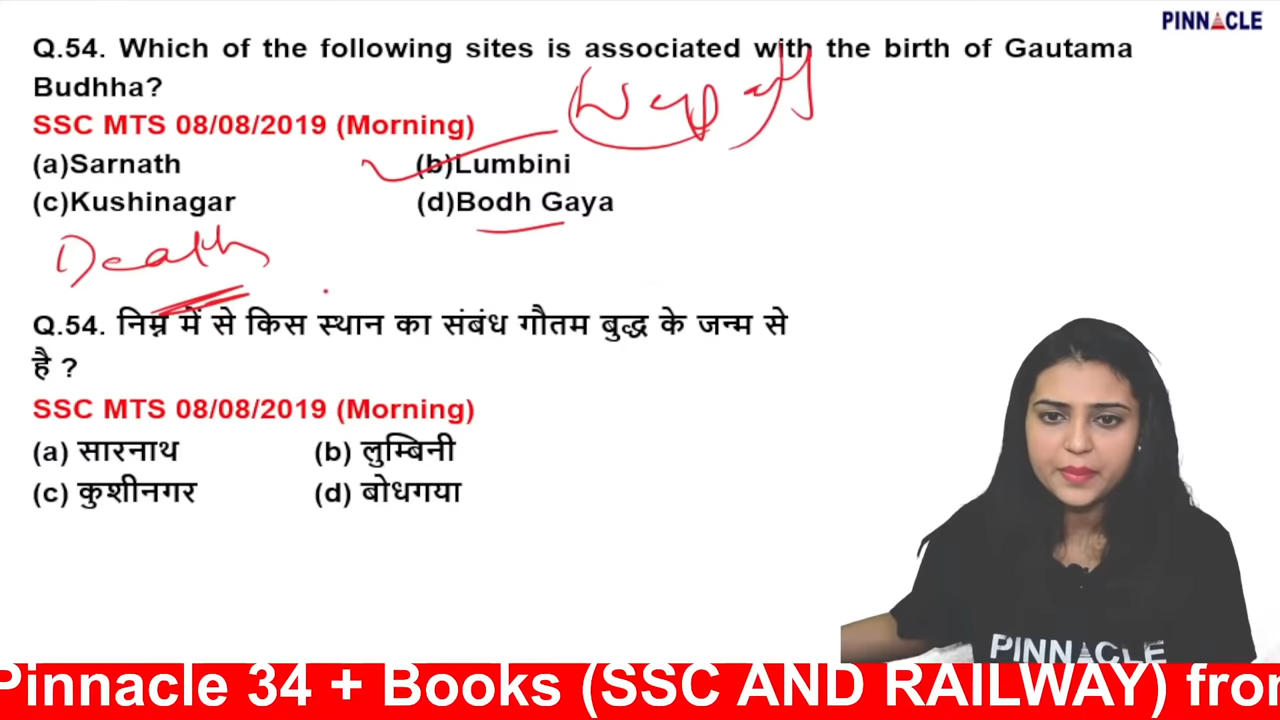 PINNACLE
Q.54. Which of the following sites is associated with the birth of Gautama
Budhha?
SSC MTS 08/08/2019 (Morning)
(a)Sarnath (b)Lumbini
(c)Kushinagar (d)Bodh Gaya
Death
Q.54. निम्न में से किस स्थान का संबंध गौतम बुद्ध के जन्म से
है ?
SSC MTS 08/08/2019 (Morning)
(a) सारनाथ (b) लुम्बिनी
(c) कुशीनगर (d) बोधगया
PINNACLE
Pinnacle 34 + Books (SSC AND RAILWAY) from